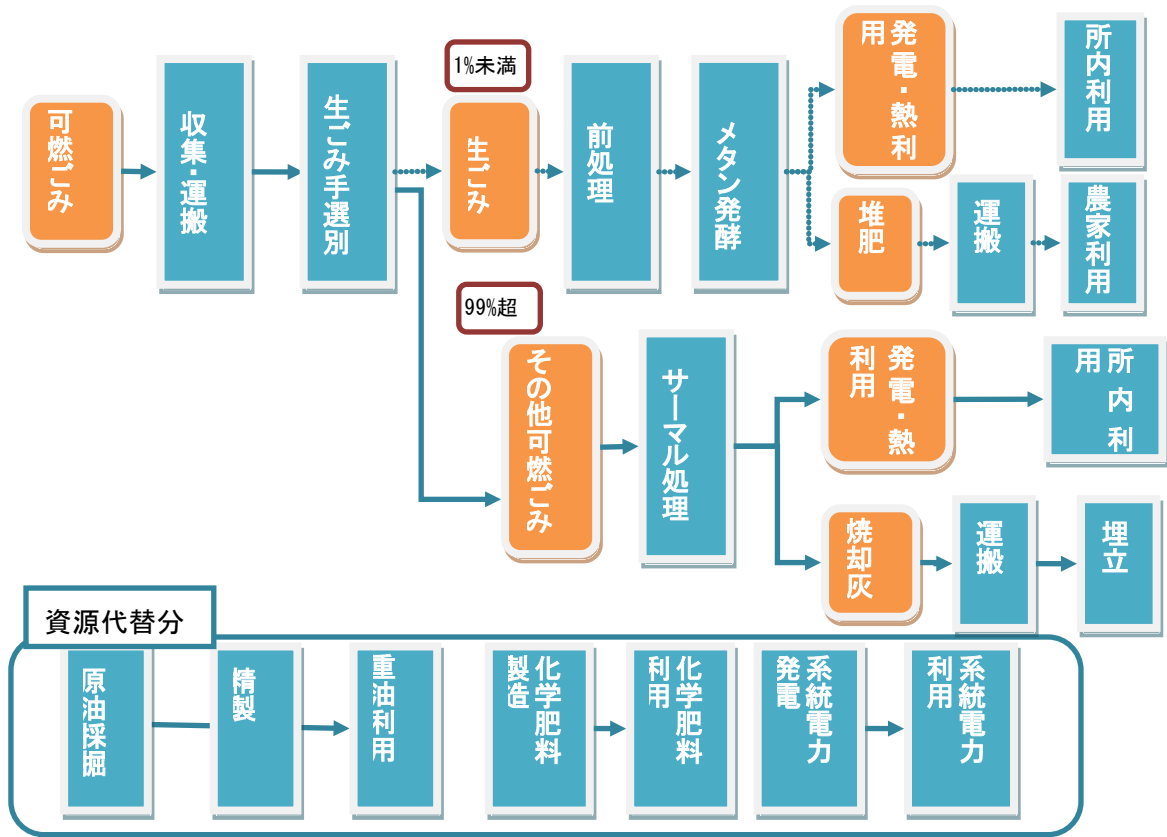 可燃ごみ
収集・運搬
生ごみ手選別
1%未満
生ごみ
前処理
メタン発酵
発電・熱利
用
所内利用
堆肥
運搬
農家利用
99%超
その他可燃ごみ
サーマル処理
発電・熱
利用
所内利
用
焼却灰
運搬
埋立
資源代替分
原油採掘
精製
重油利用
化学肥料
製造
化学肥料
利用
系統電力
発電
系統電力
利用